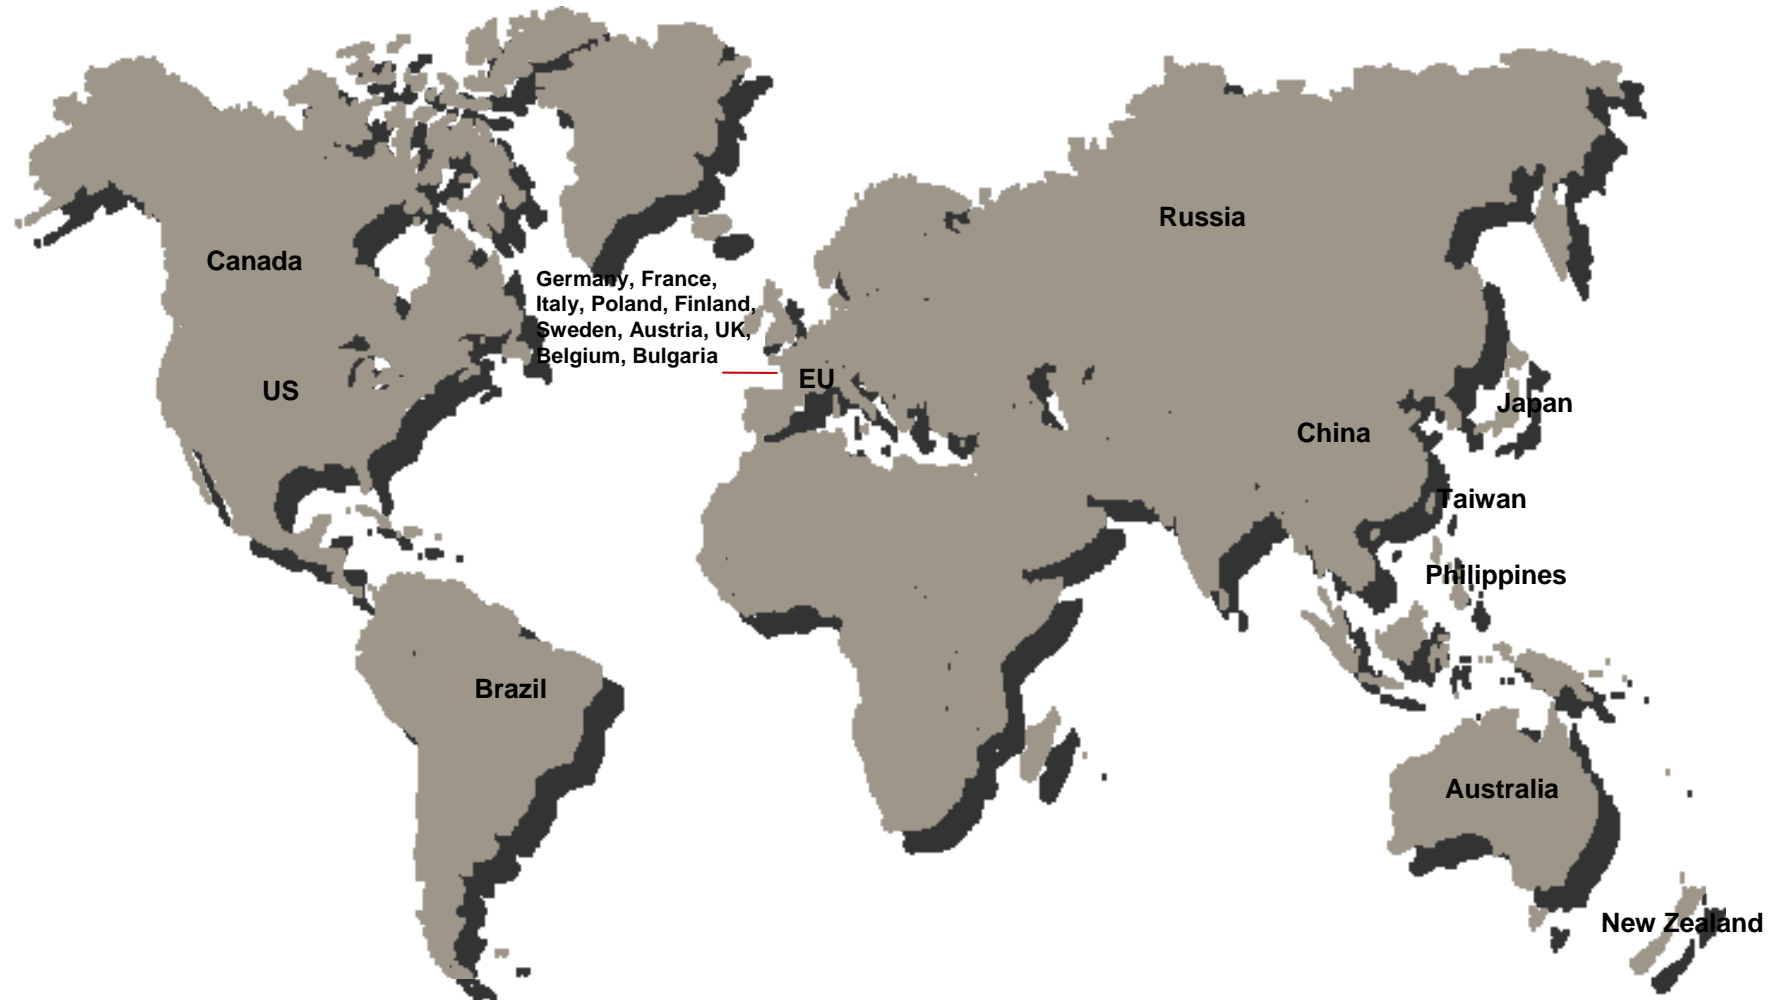 Russia
Canada
Germany, France,
Italy, Poland, Finland,
Sweden, Austria, UK,
Belgium, Bulgaria
EU
US
Japan
China
Taiwan
Philippines
Brazil
Australia
New Zealand